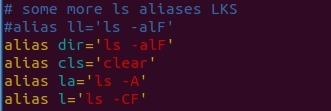 # some more ls aliases LKS
#alias ll='ls -alF'
alias dir='ls -alF'
alias cls='clear'
alias la='ls -A'
alias l='ls -CF'